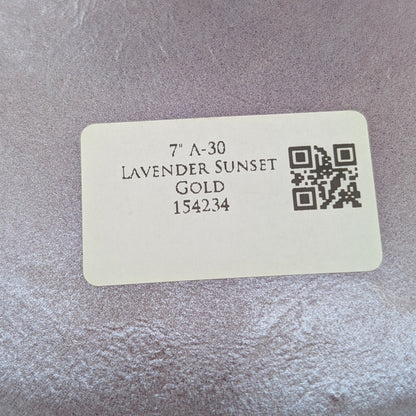 7" A-30
LAVENDER SUNSET
GOLD
154234